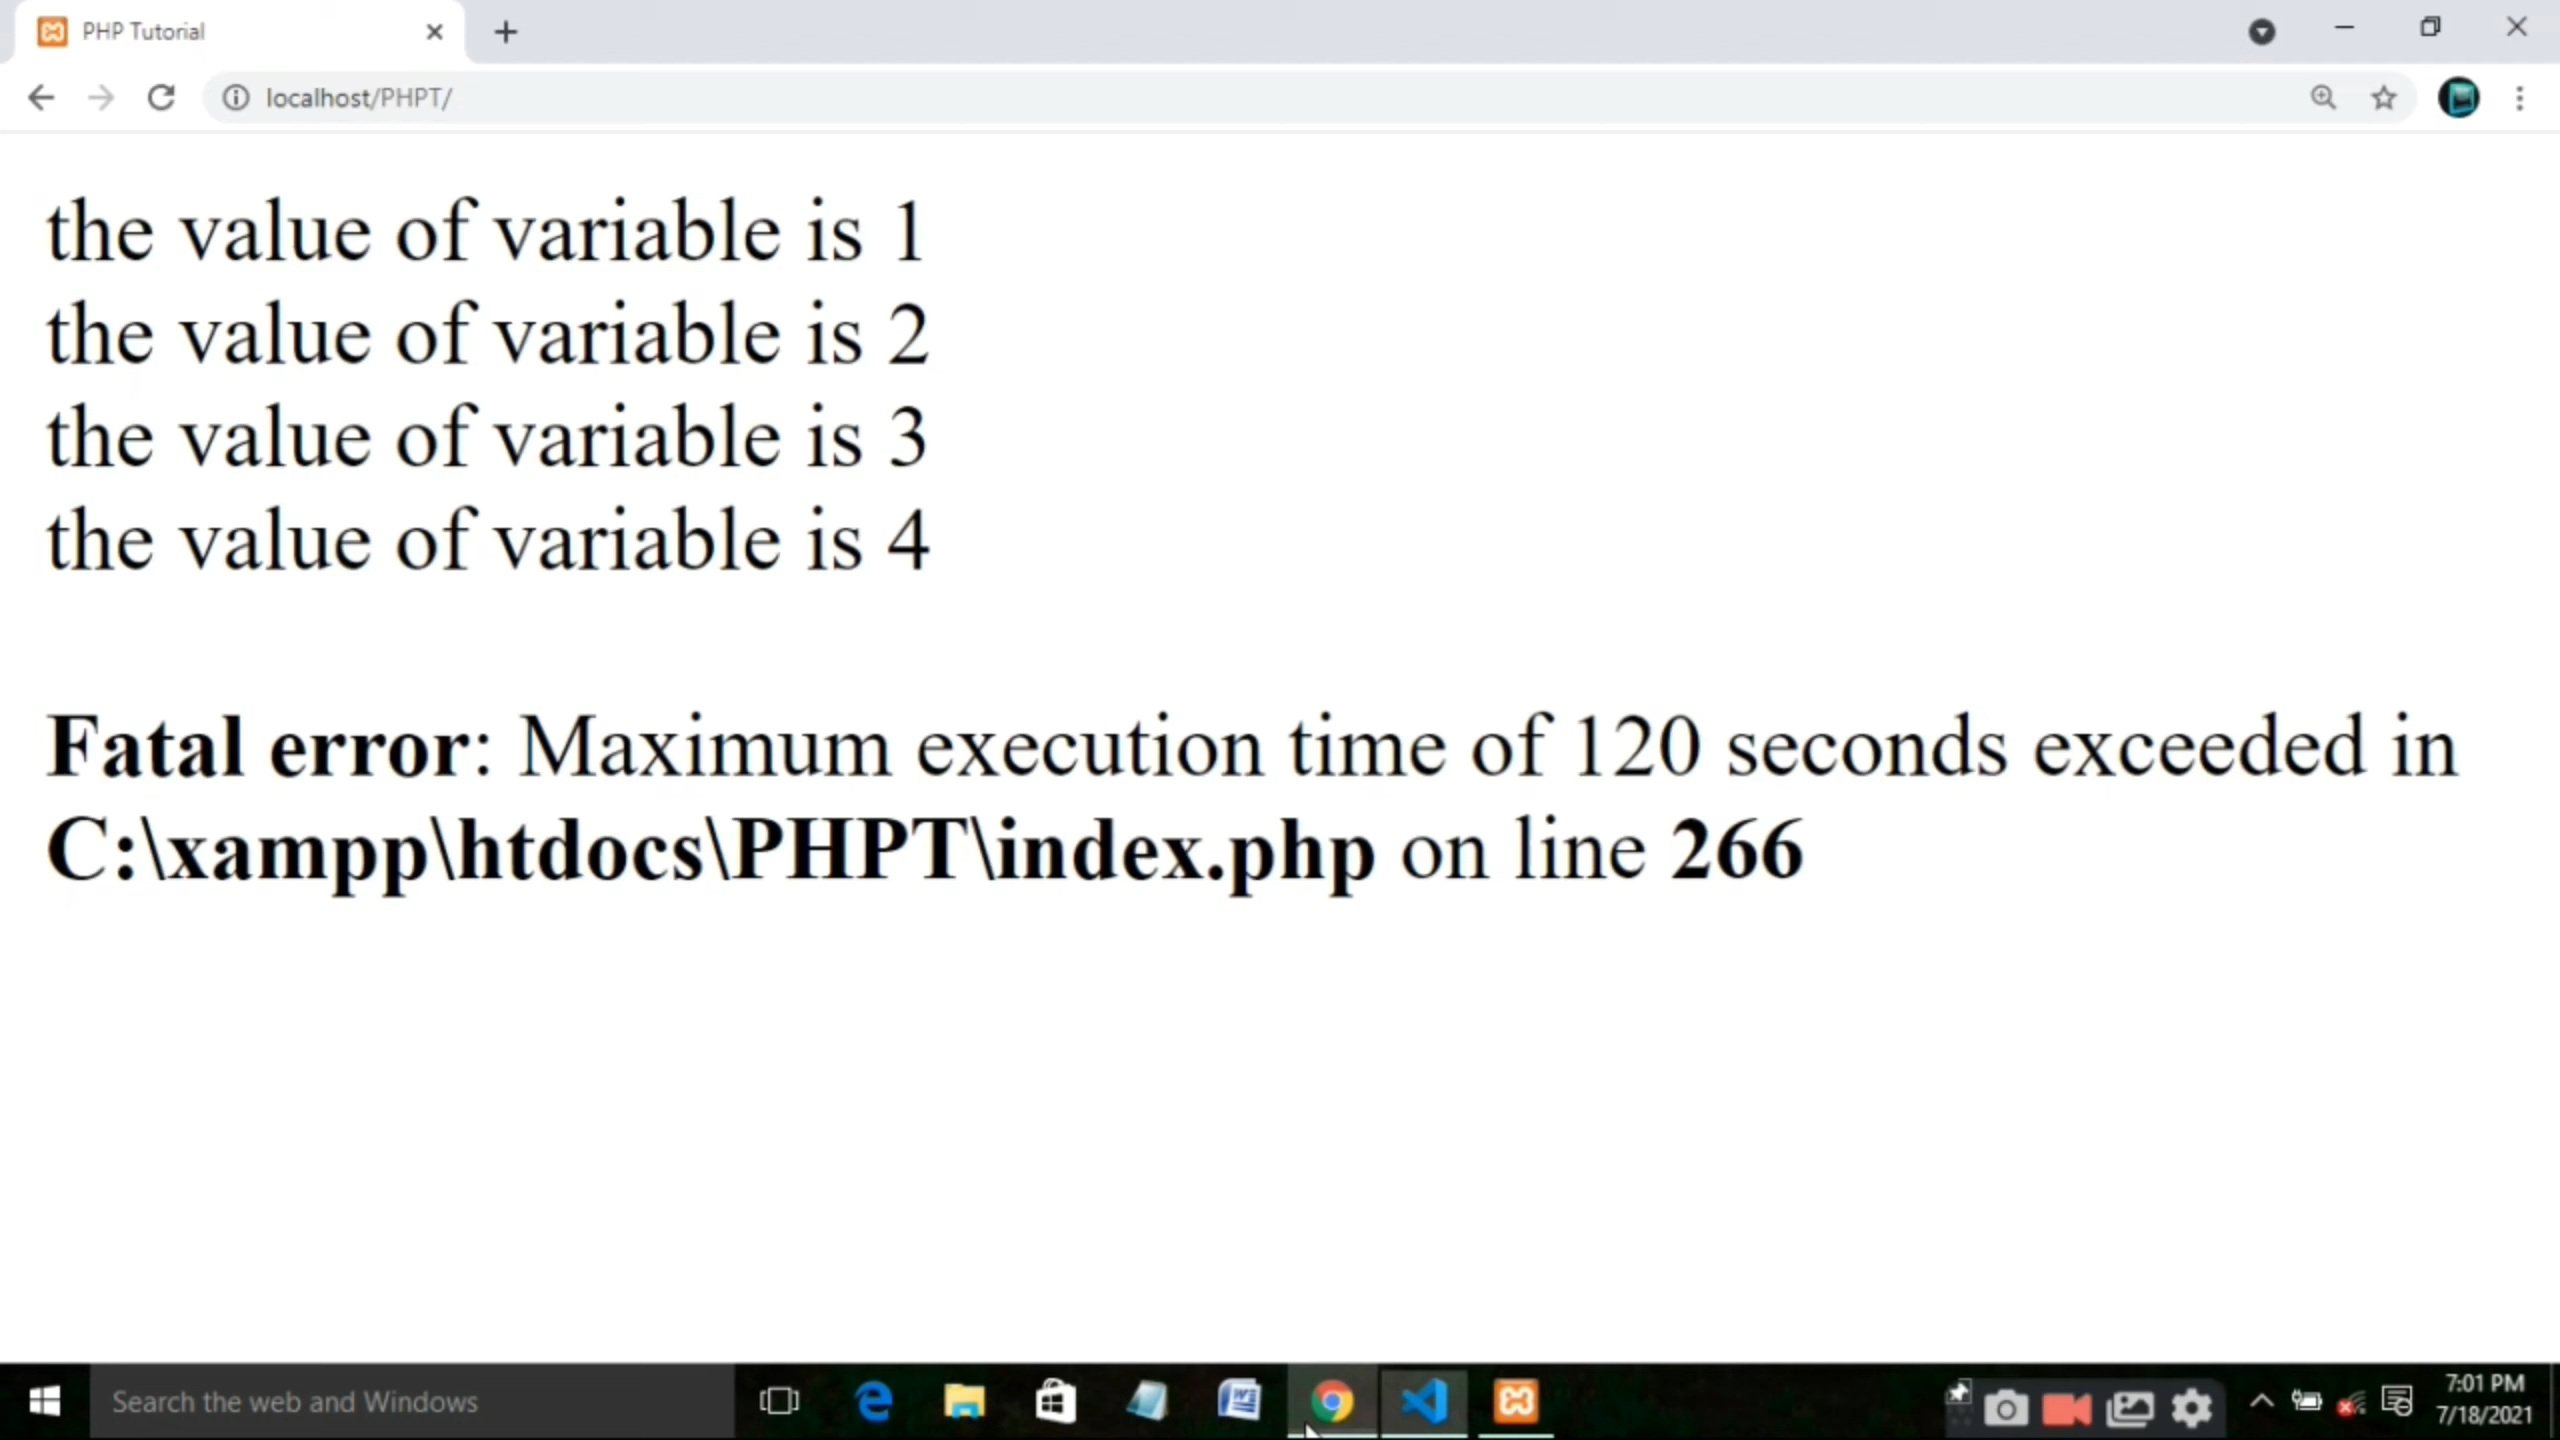 PHP Tutorial
localhost/PHPT/
the value of variable is 1
the value of variable is 2
the value of variable is 3
the value of variable is 4
Fatal error: Maximum execution time of 120 seconds exceeded in
C:\xampp\htdocs\PHPT\index.php on line 266
Search the web and Windows
7:01 PM
7/18/2021